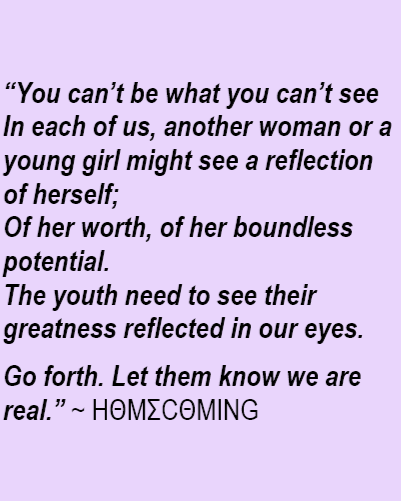 “You can’t be what you can’t see
In each of us, another woman or a
young girl might see a reflection
of herself;
Of her worth, of her boundless
potential.
The youth need to see their
greatness reflected in our eyes.
Go forth. Let them know we are
real.” ~ HΘMΣCΘMING